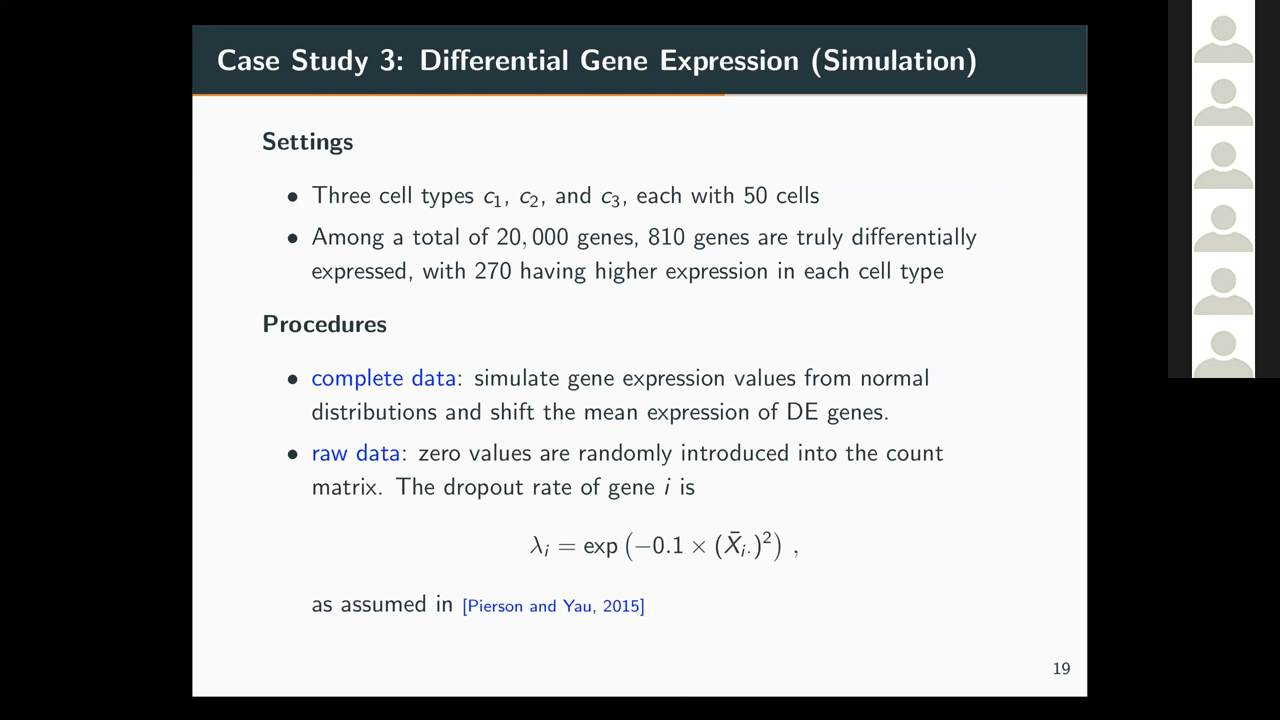 Case Study 3: Differential Gene Expression (Simulation)
Settings
• Three cell types c₁, c₂, and c₃, each with 50 cells
• Among a total of 20,000 genes, 810 genes are truly differentially
expressed, with 270 having higher expression in each cell type
Procedures
• complete data: simulate gene expression values from normal
distributions and shift the mean expression of DE genes.
• raw data: zero values are randomly introduced into the count
matrix. The dropout rate of gene i is
λᵢ = exp (−0.1 × (X̄ᵢ.)²) ,
as assumed in [Pierson and Yau, 2015]
19